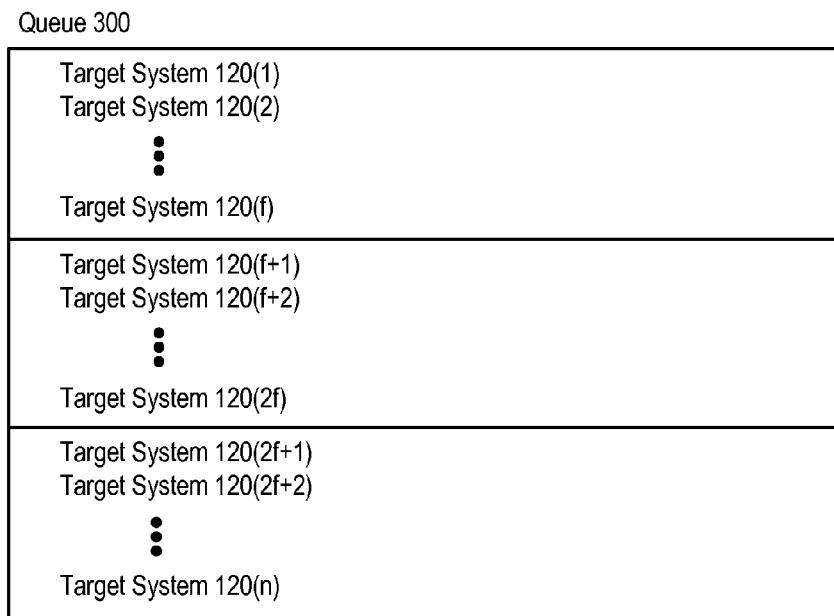 Queue 300
Target System 120(1)
Target System 120(2)
Target System 120(f)
Target System 120(f+1)
Target System 120(f+2)
Target System 120(2f)
Target System 120(2f+1)
Target System 120(2f+2)
Target System 120(n)